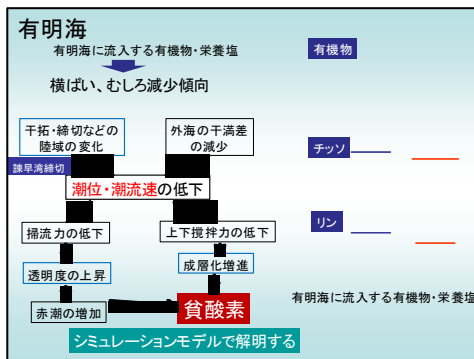 有明海
有明海に流入する有機物・栄養塩
横ばい、むしろ減少傾向
干拓・締切などの
陸域の変化
外海の干満差
の減少
諫早湾締切
潮位・潮流速の低下
掃流力の低下
上下撹拌力の低下
透明度の上昇
成層化増進
赤潮の増加
貧酸素
シミュレーションモデルで解明する
有機物
チッソ
リン
有明海に流入する有機物・栄養塩